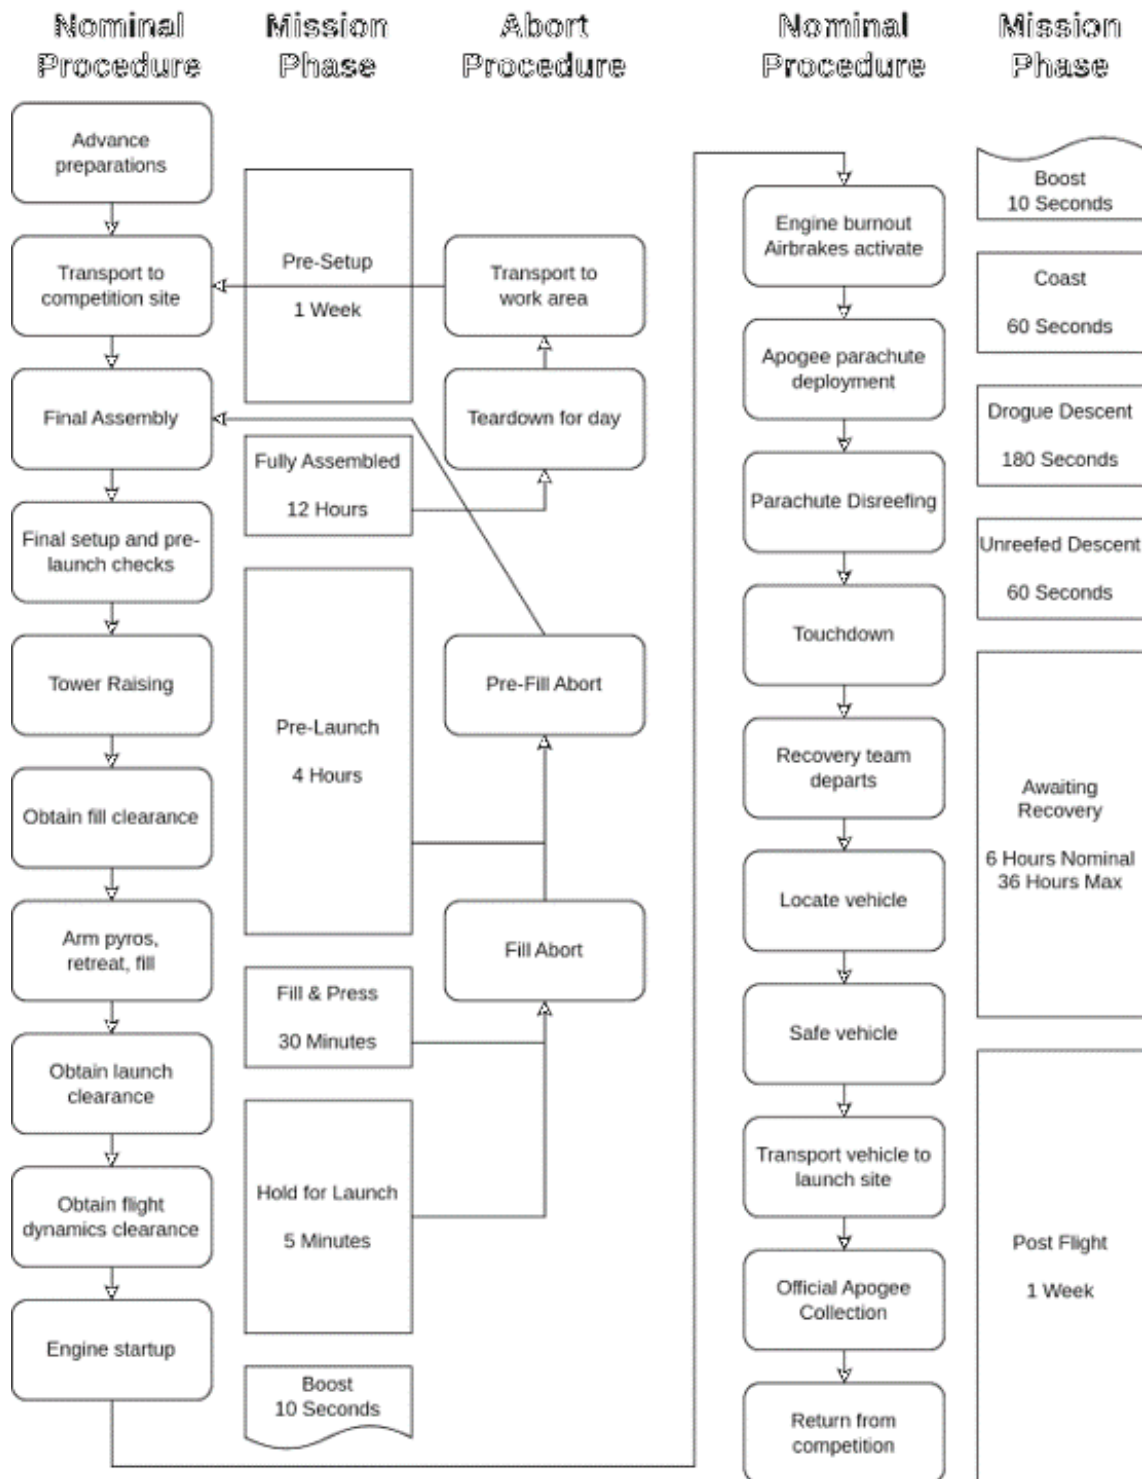 Nominal
Procedure
Mission
Phase
Abort
Procedure
Nominal
Procedure
Mission
Phase
Advance
preparations
Transport to
competition site
Final Assembly
Final setup and pre-
launch checks
Tower Raising
Obtain fill clearance
Arm pyros,
retreat, fill
Obtain launch
clearance
Obtain flight
dynamics clearance
Engine startup
Pre-Setup
1 Week
Fully Assembled
12 Hours
Pre-Launch
4 Hours
Fill & Press
30 Minutes
Hold for Launch
5 Minutes
Boost
10 Seconds
Transport to
work area
Teardown for day
Pre-Fill Abort
Fill Abort
Engine burnout
Airbrakes activate
Apogee parachute
deployment
Parachute Disreefing
Touchdown
Recovery team
departs
Locate vehicle
Safe vehicle
Transport vehicle to
launch site
Official Apogee
Collection
Return from
competition
Boost
10 Seconds
Coast
60 Seconds
Drogue Descent
180 Seconds
Unreefed Descent
60 Seconds
Awaiting
Recovery
6 Hours Nominal
36 Hours Max
Post Flight
1 Week